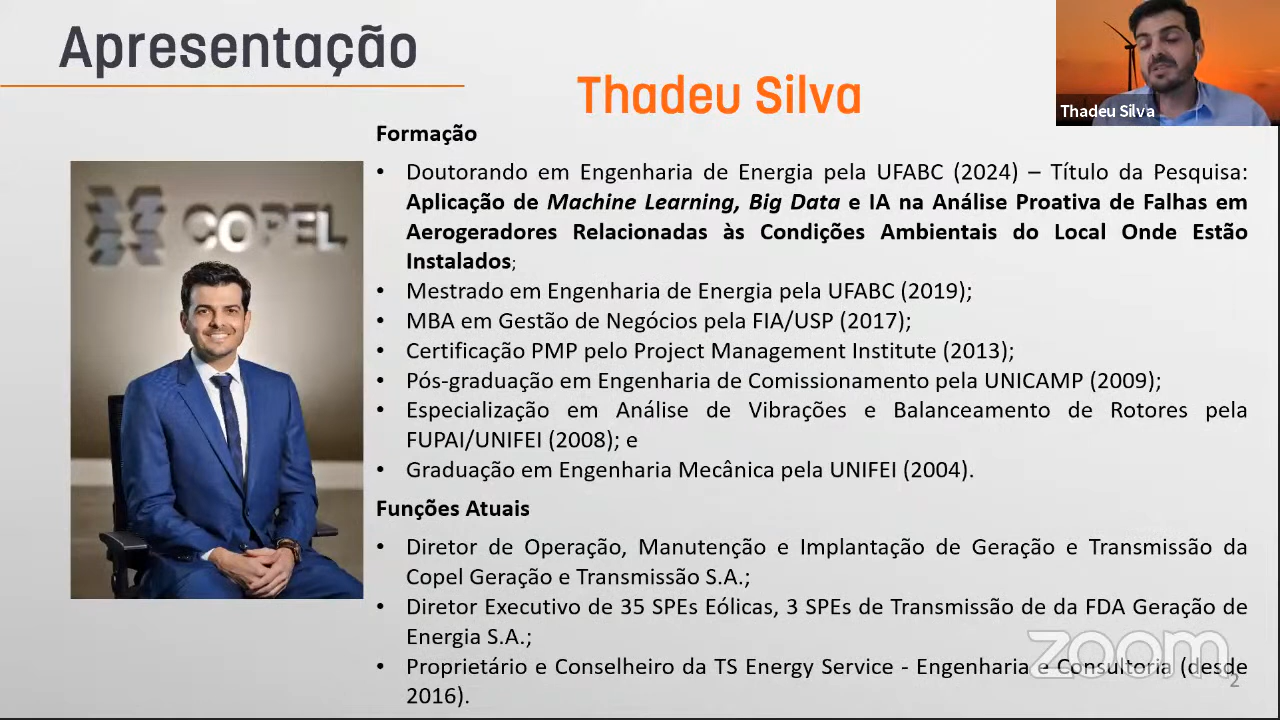 Apresentação
Thadeu Silva
Thadeu Silva
COPEL
Formação
• Doutorando em Engenharia de Energia pela UFABC (2024) – Título da Pesquisa:
Aplicação de Machine Learning, Big Data e IA na Análise Proativa de Falhas em
Aerogeradores Relacionadas às Condições Ambientais do Local Onde Estão
Instalados;
• Mestrado em Engenharia de Energia pela UFABC (2019);
• MBA em Gestão de Negócios pela FIA/USP (2017);
• Certificação PMP pelo Project Management Institute (2013);
• Pós-graduação em Engenharia de Comissionamento pela UNICAMP (2009);
• Especialização em Análise de Vibrações e Balanceamento de Rotores pela
FUPAI/UNIFEI (2008); e
• Graduação em Engenharia Mecânica pela UNIFEI (2004).
Funções Atuais
• Diretor de Operação, Manutenção e Implantação de Geração e Transmissão da
Copel Geração e Transmissão S.A.;
• Diretor Executivo de 35 SPEs Eólicas, 3 SPEs de Transmissão de da FDA Geração de
Energia S.A.;
• Proprietário e Conselheiro da TS Energy Service - Engenharia e Consultoria (desde
2016).
zoom
2